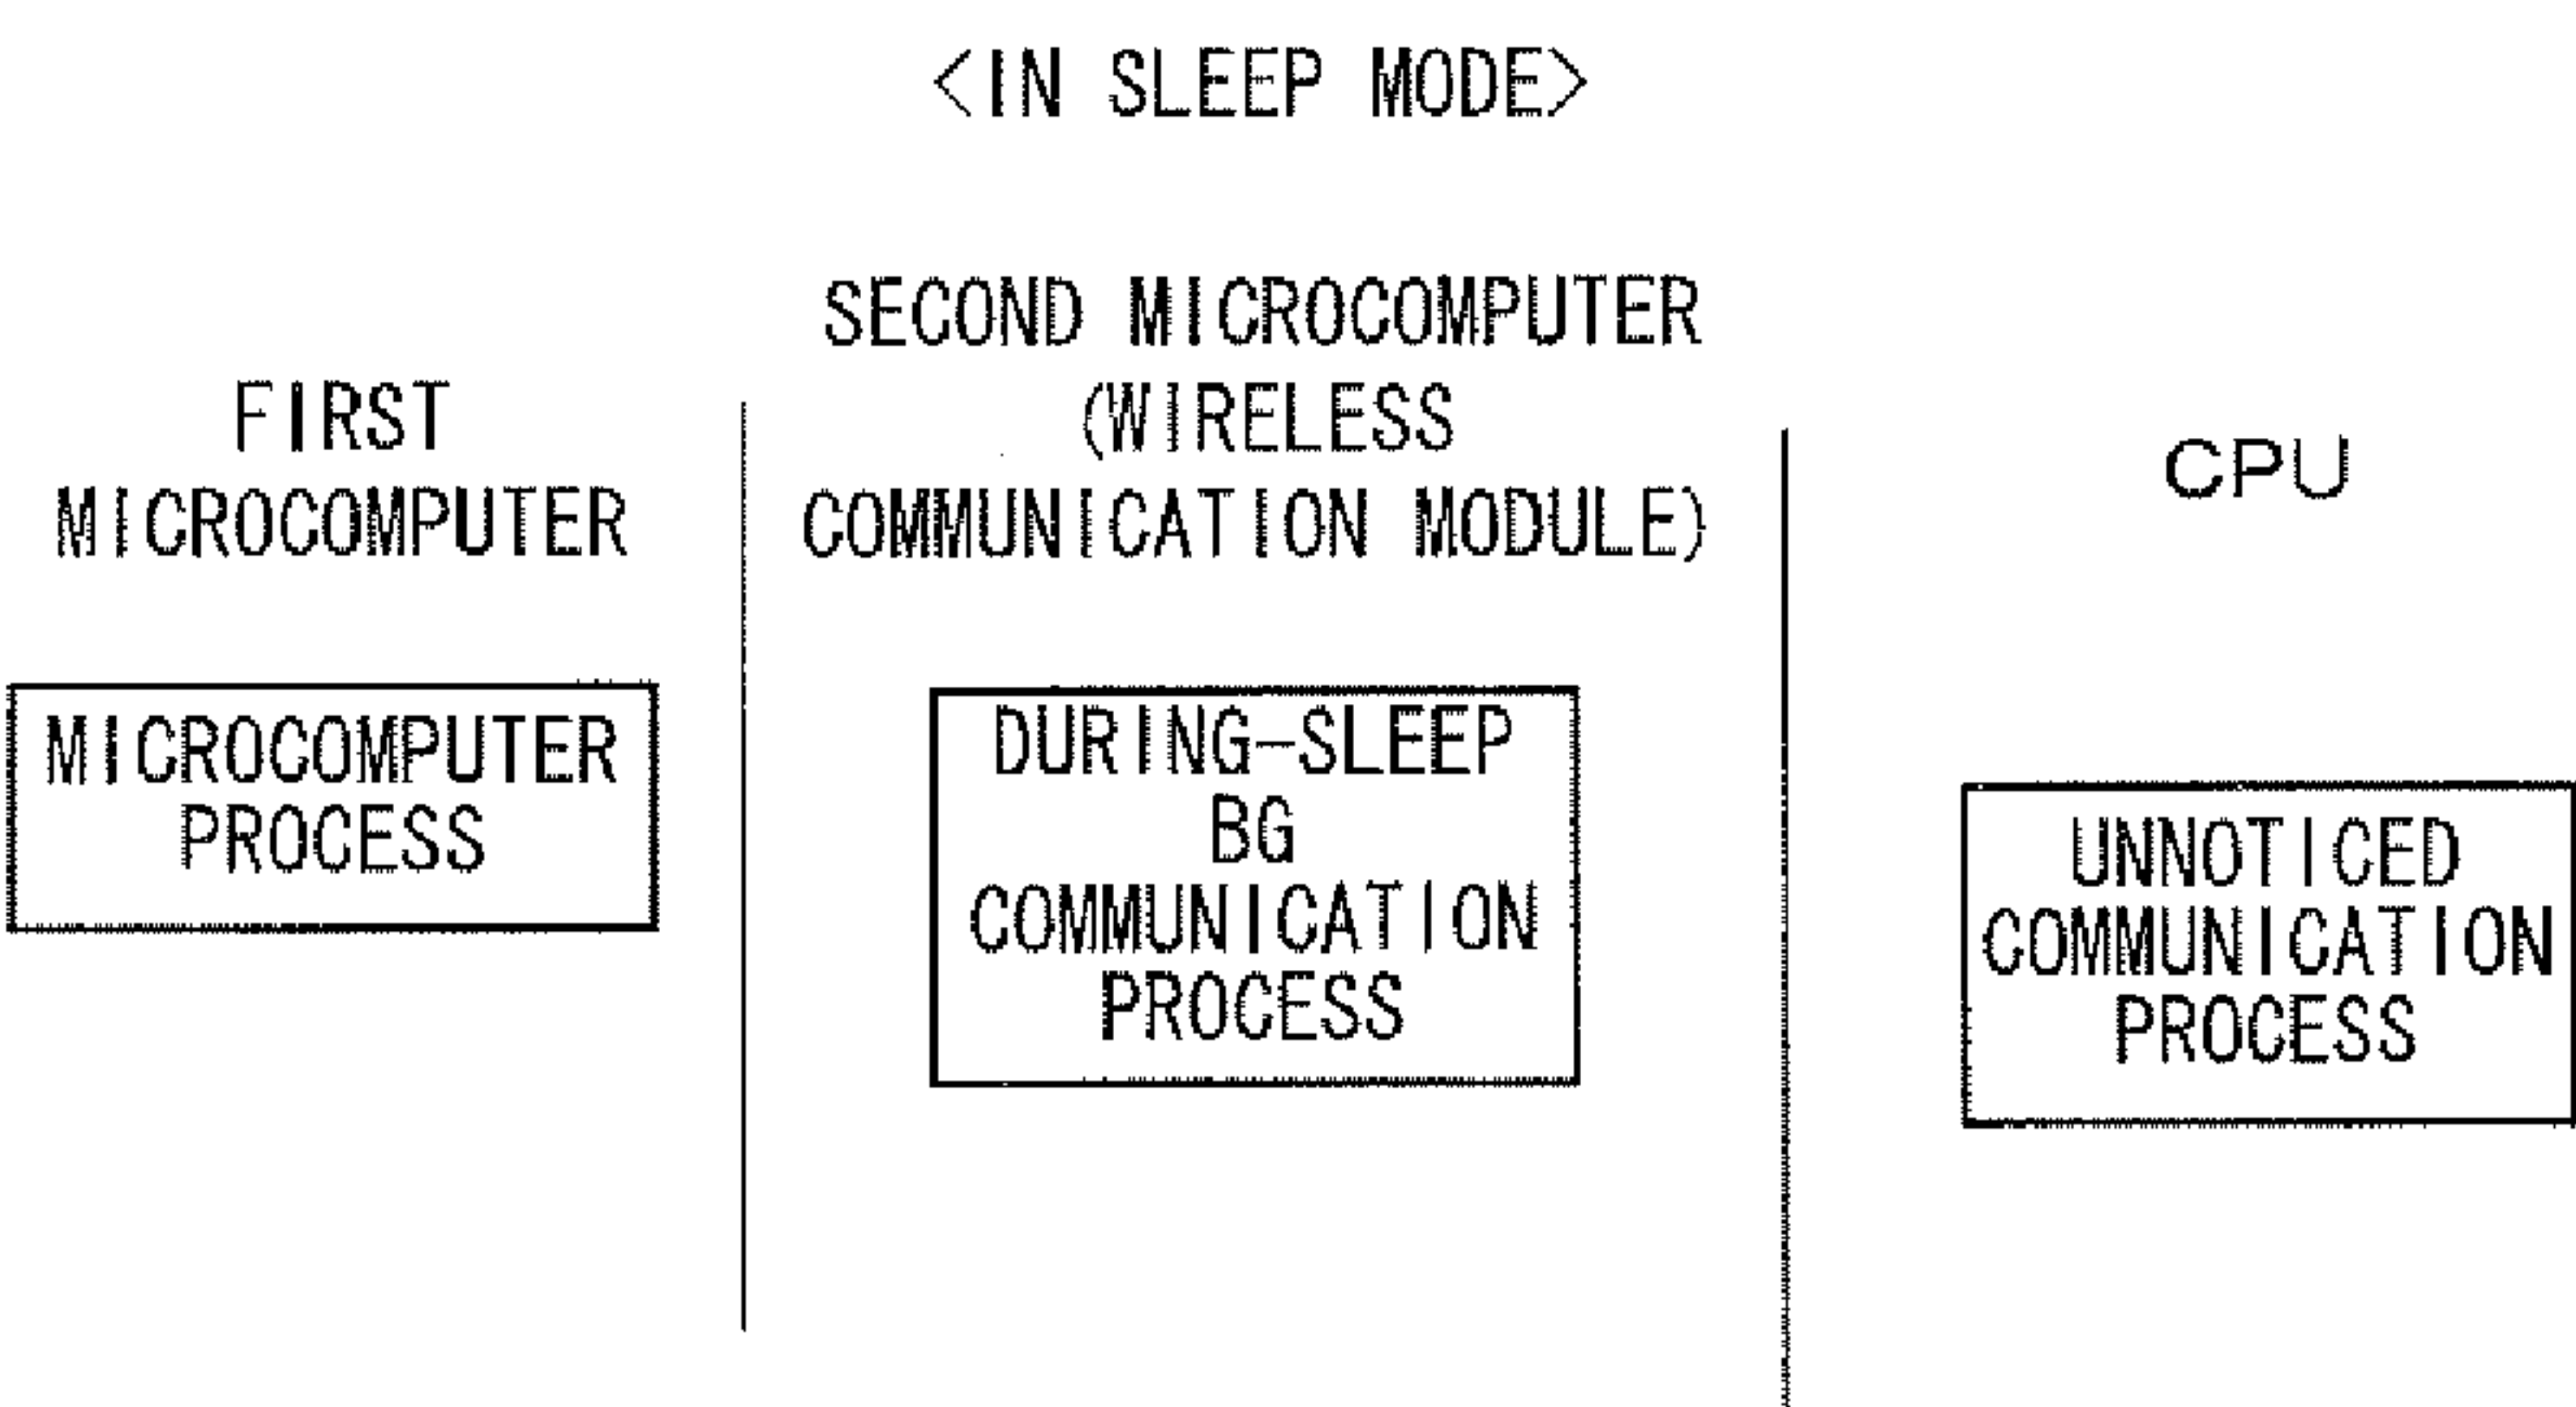 <IN SLEEP MODE>
FIRST
MICROCOMPUTER
SECOND MICROCOMPUTER
(WIRELESS
COMMUNICATION MODULE)
CPU
MICROCOMPUTER
PROCESS
DURING-SLEEP
BG
COMMUNICATION
PROCESS
UNNOTICED
COMMUNICATION
PROCESS